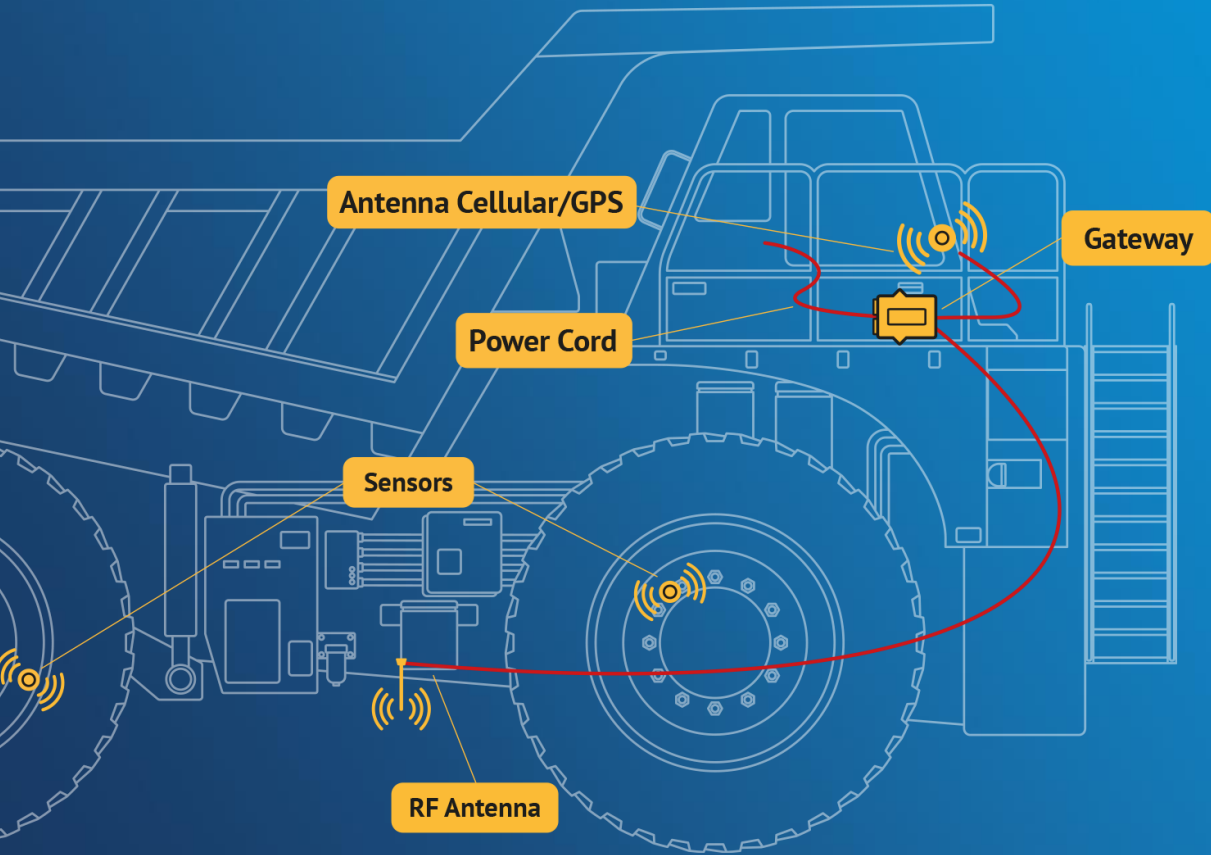 Antenna Cellular/GPS
Gateway
Power Cord
Sensors
RF Antenna